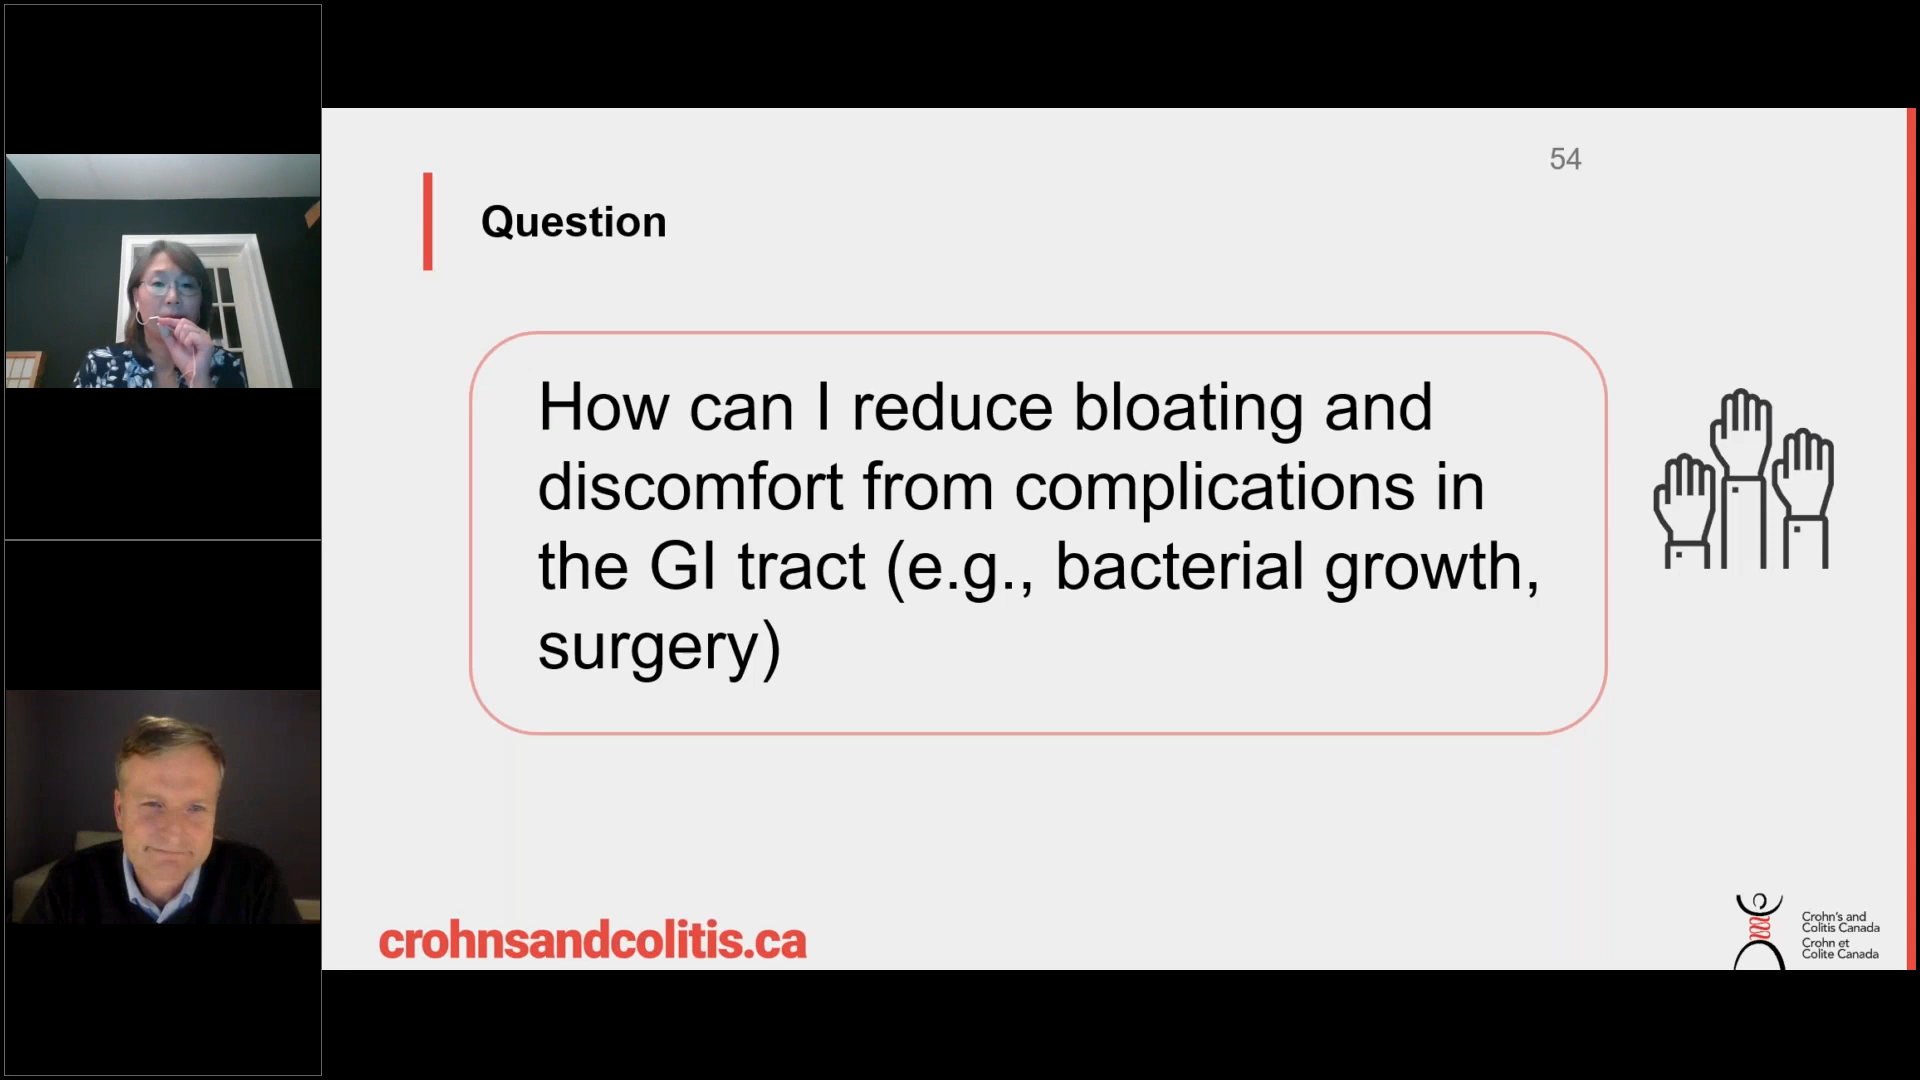 54
Question
How can I reduce bloating and
discomfort from complications in
the GI tract (e.g., bacterial growth,
surgery)
crohnsandcolitis.ca
Crohn's and
Colitis Canada
Crohn et
Colite Canada